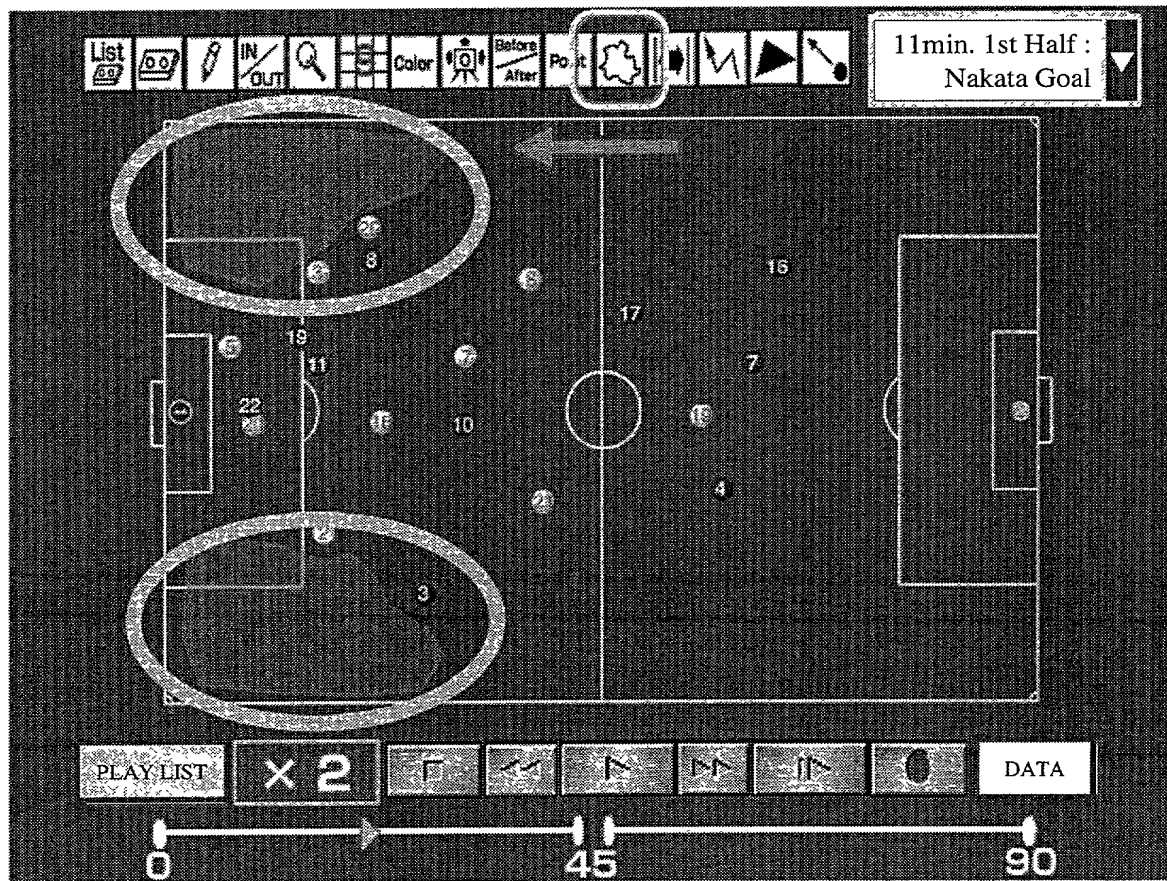 List
IN/
OUT
Color
Before
After
Point
11min. 1st Half :
Nakata Goal
8
16
17
19
7
11
22
10
4
3
PLAY LIST
× 2
DATA
0
45
90